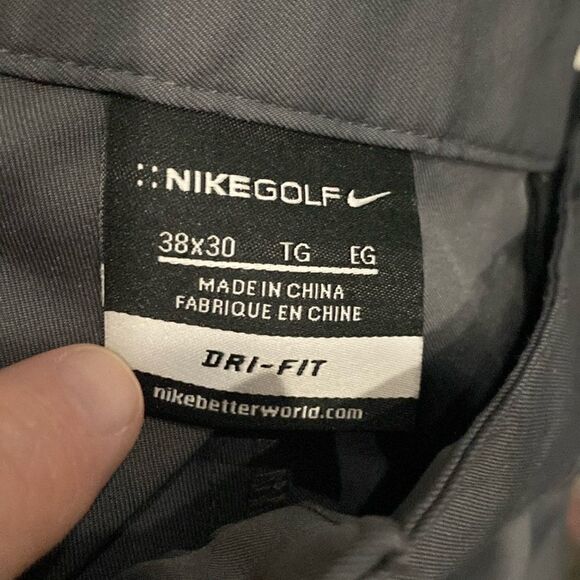 NIKEGOLF
38x30 TG EG
MADE IN CHINA
FABRIQUE EN CHINE
DRI-FIT
nikebetterworld.com